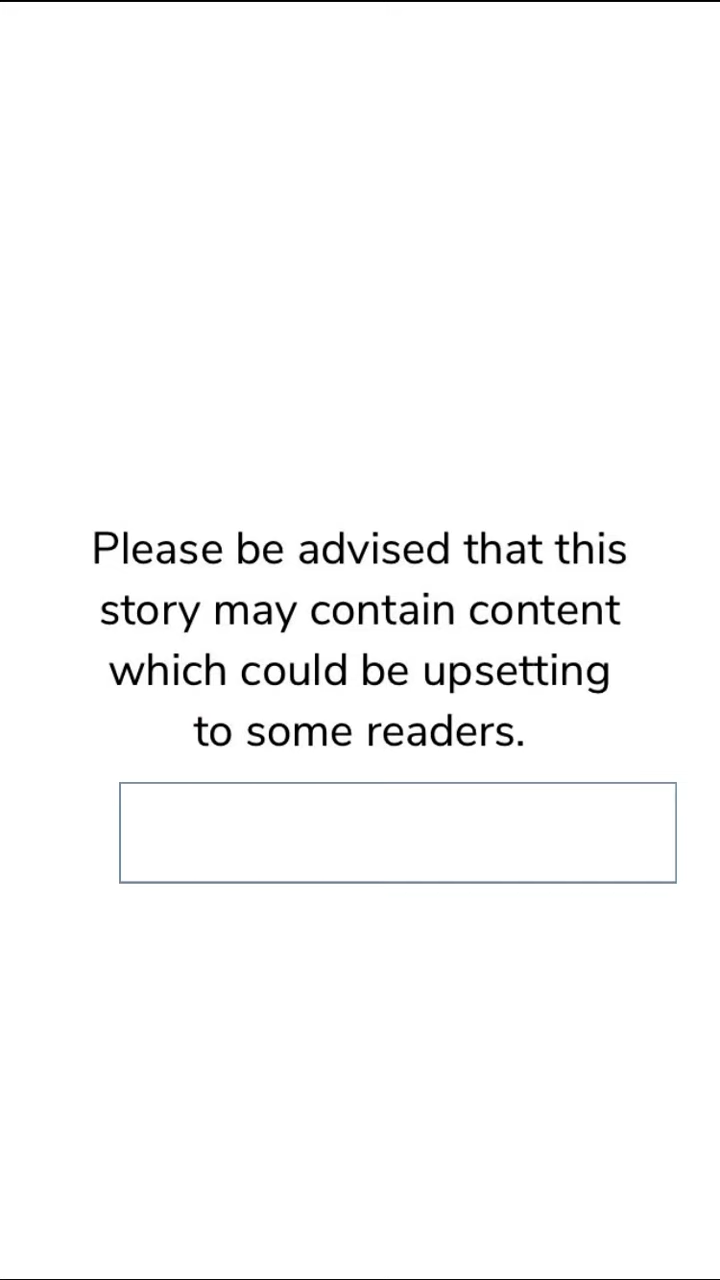 Please be advised that this
story may contain content
which could be upsetting
to some readers.